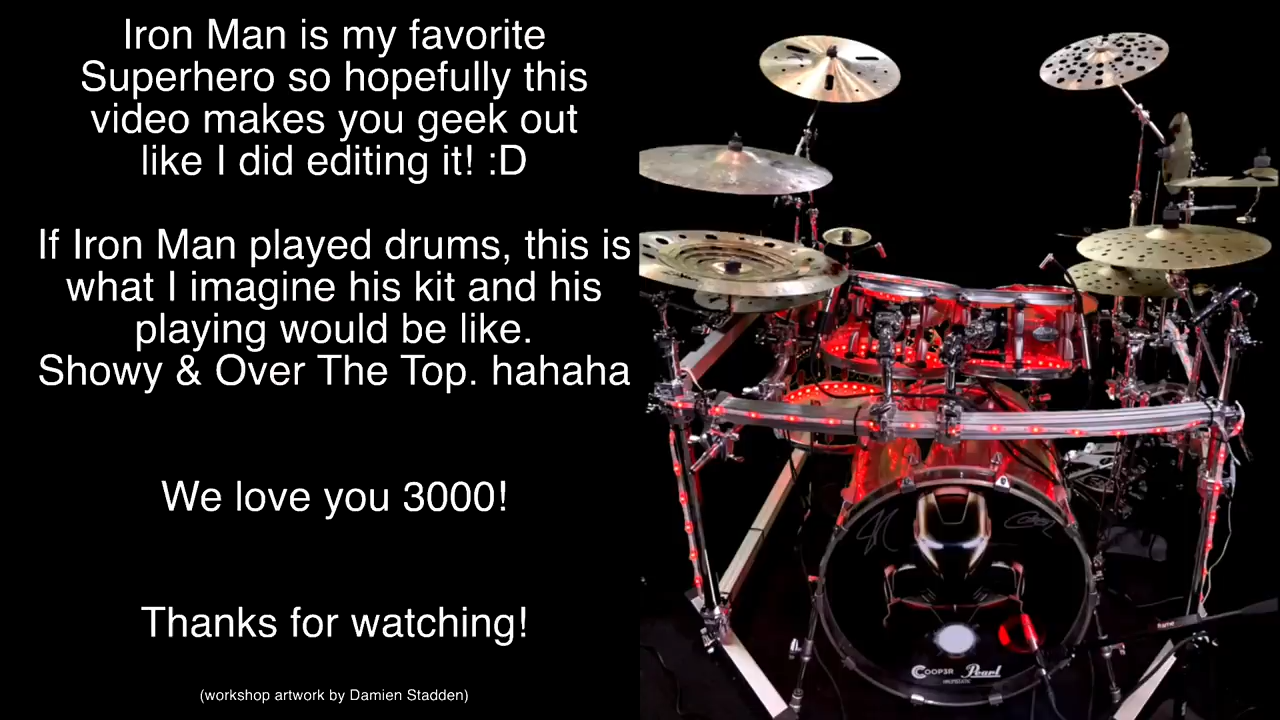 Iron Man is my favorite
Superhero so hopefully this
video makes you geek out
like I did editing it! :D
If Iron Man played drums, this is
what I imagine his kit and his
playing would be like.
Showy & Over The Top. hahaha
We love you 3000!
Thanks for watching!
(workshop artwork by Damien Stadden)
COOP3R
Pearl